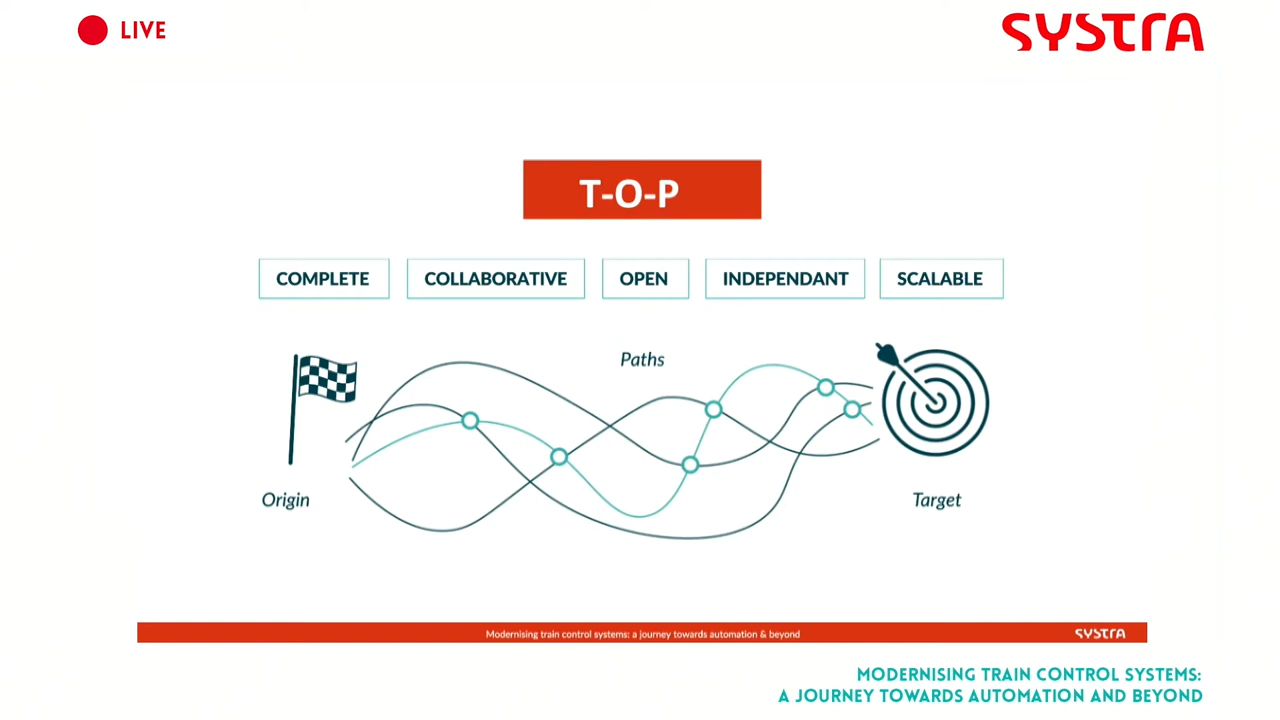 LIVE
SYSTRA
T-O-P
COMPLETE
COLLABORATIVE
OPEN
INDEPENDANT
SCALABLE
Paths
Origin
Target
Modernising train control systems: a journey towards automation & beyond
SYSTRA
MODERNISING TRAIN CONTROL SYSTEMS:
A JOURNEY TOWARDS AUTOMATION AND BEYOND